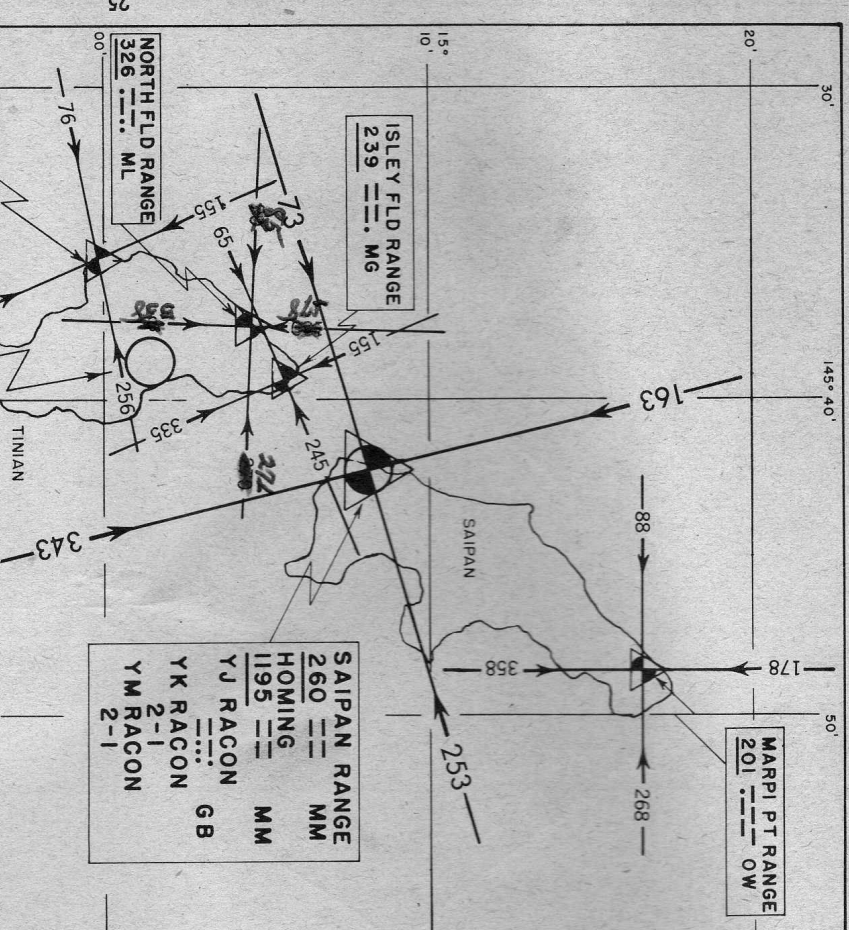 25
00'
10'
15°
20'
30'
145° 40'
50'
NORTH FLD RANGE
326 –– ·–·· ML
ISLEY FLD RANGE
239 –– ––· MG
SAIPAN RANGE
260 –– –– MM
HOMING
1195 –– –– MM
YJ RACON
––· –··· GB
YK RACON
2-1
YM RACON
2-1
MARPI PT RANGE
201 ––– ·–– OW
TINIAN
SAIPAN
76
155
65
73
178
155
256
335
245
272
343
163
88
358
178
253
268